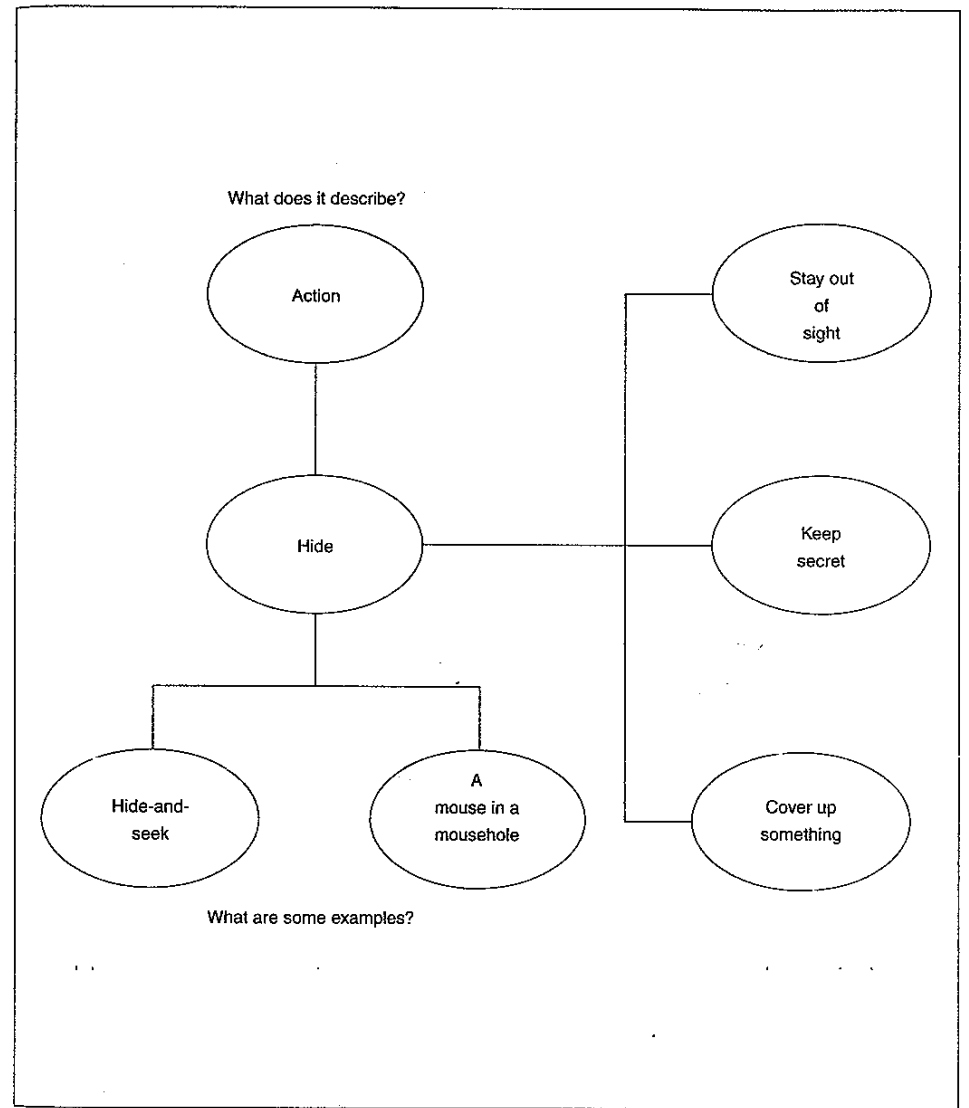 What does it describe?
Action
Stay out
of
sight
Hide
Keep
secret
Hide-and-
seek
A
mouse in a
mousehole
Cover up
something
What are some examples?